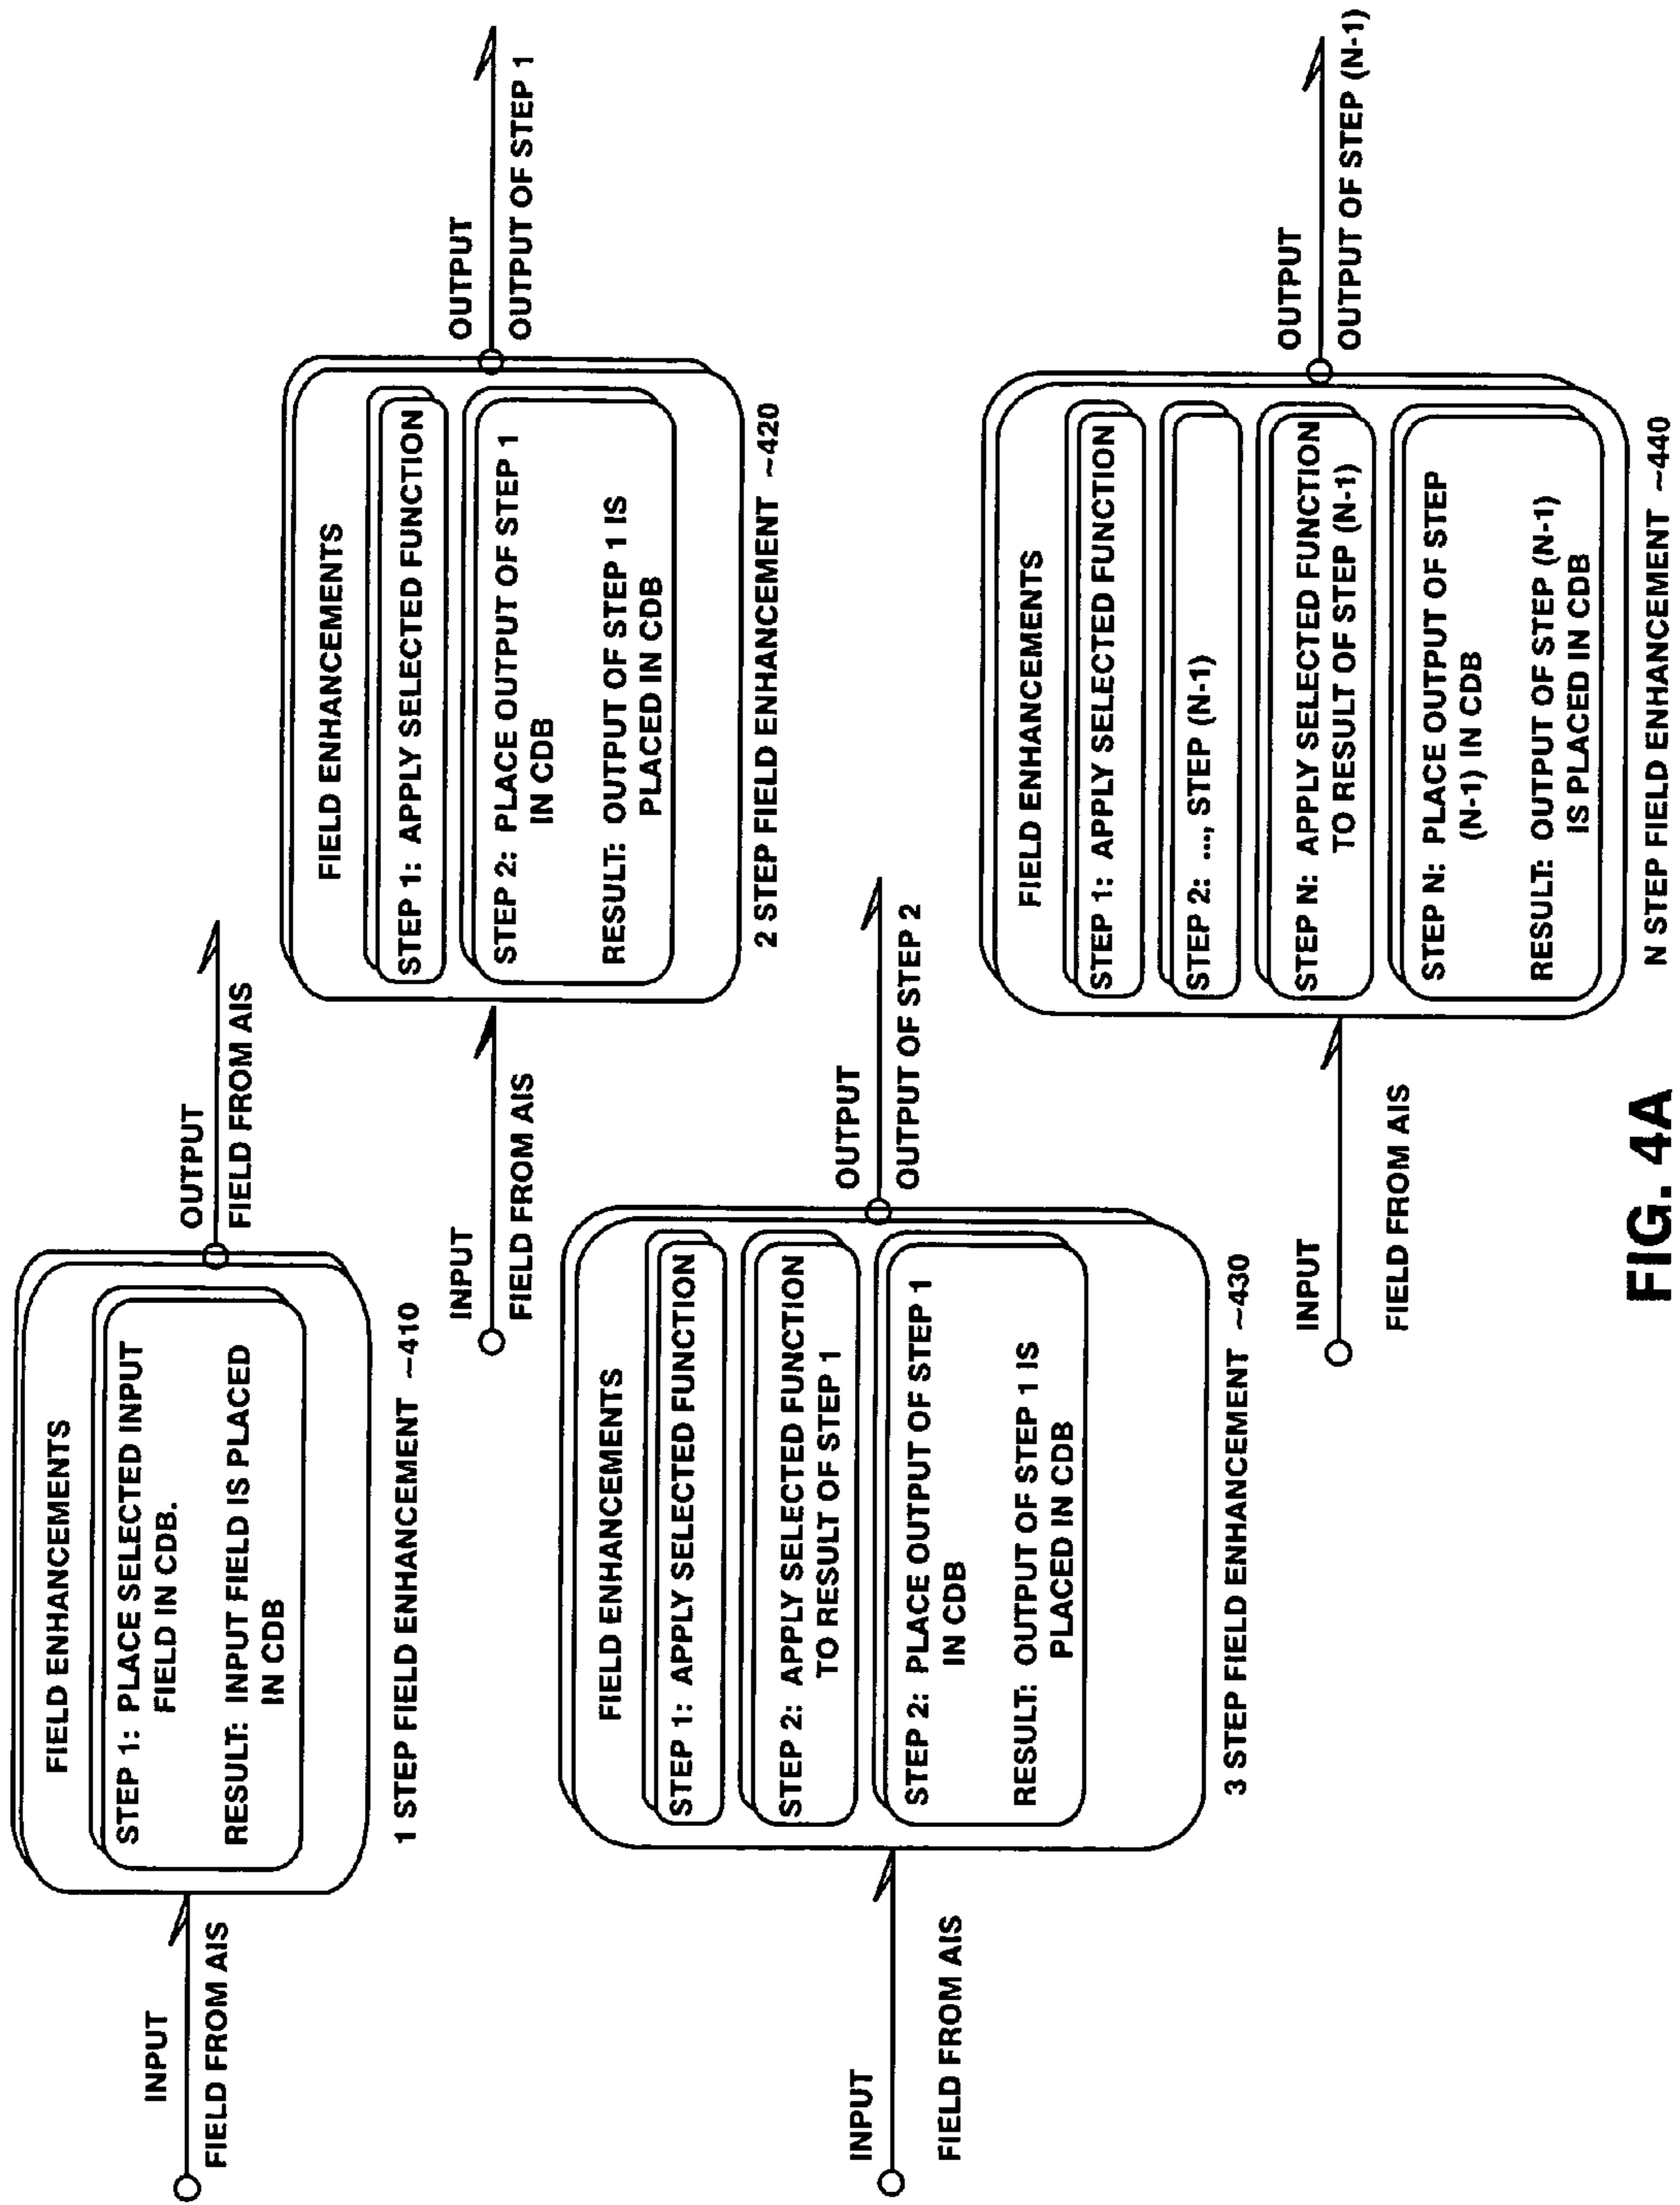 INPUT
FIELD FROM AIS
FIELD ENHANCEMENTS
STEP 1: PLACE SELECTED INPUT
FIELD IN CDB.
RESULT: INPUT FIELD IS PLACED
IN CDB
1 STEP FIELD ENHANCEMENT ~410
OUTPUT
FIELD FROM AIS
INPUT
FIELD FROM AIS
FIELD ENHANCEMENTS
STEP 1: APPLY SELECTED FUNCTION
STEP 2: PLACE OUTPUT OF STEP 1
IN CDB
RESULT: OUTPUT OF STEP 1 IS
PLACED IN CDB
2 STEP FIELD ENHANCEMENT ~420
OUTPUT
OUTPUT OF STEP 1
INPUT
FIELD FROM AIS
FIELD ENHANCEMENTS
STEP 1: APPLY SELECTED FUNCTION
STEP 2: APPLY SELECTED FUNCTION
TO RESULT OF STEP 1
STEP 2: PLACE OUTPUT OF STEP 1
IN CDB
RESULT: OUTPUT OF STEP 1 IS
PLACED IN CDB
3 STEP FIELD ENHANCEMENT ~430
OUTPUT
OUTPUT OF STEP 2
INPUT
FIELD FROM AIS
FIELD ENHANCEMENTS
STEP 1: APPLY SELECTED FUNCTION
STEP 2: ..., STEP (N-1)
STEP N: APPLY SELECTED FUNCTION
TO RESULT OF STEP (N-1)
STEP N: PLACE OUTPUT OF STEP
(N-1) IN CDB
RESULT: OUTPUT OF STEP (N-1)
IS PLACED IN CDB
N STEP FIELD ENHANCEMENT ~440
OUTPUT
OUTPUT OF STEP (N-1)
FIG. 4A